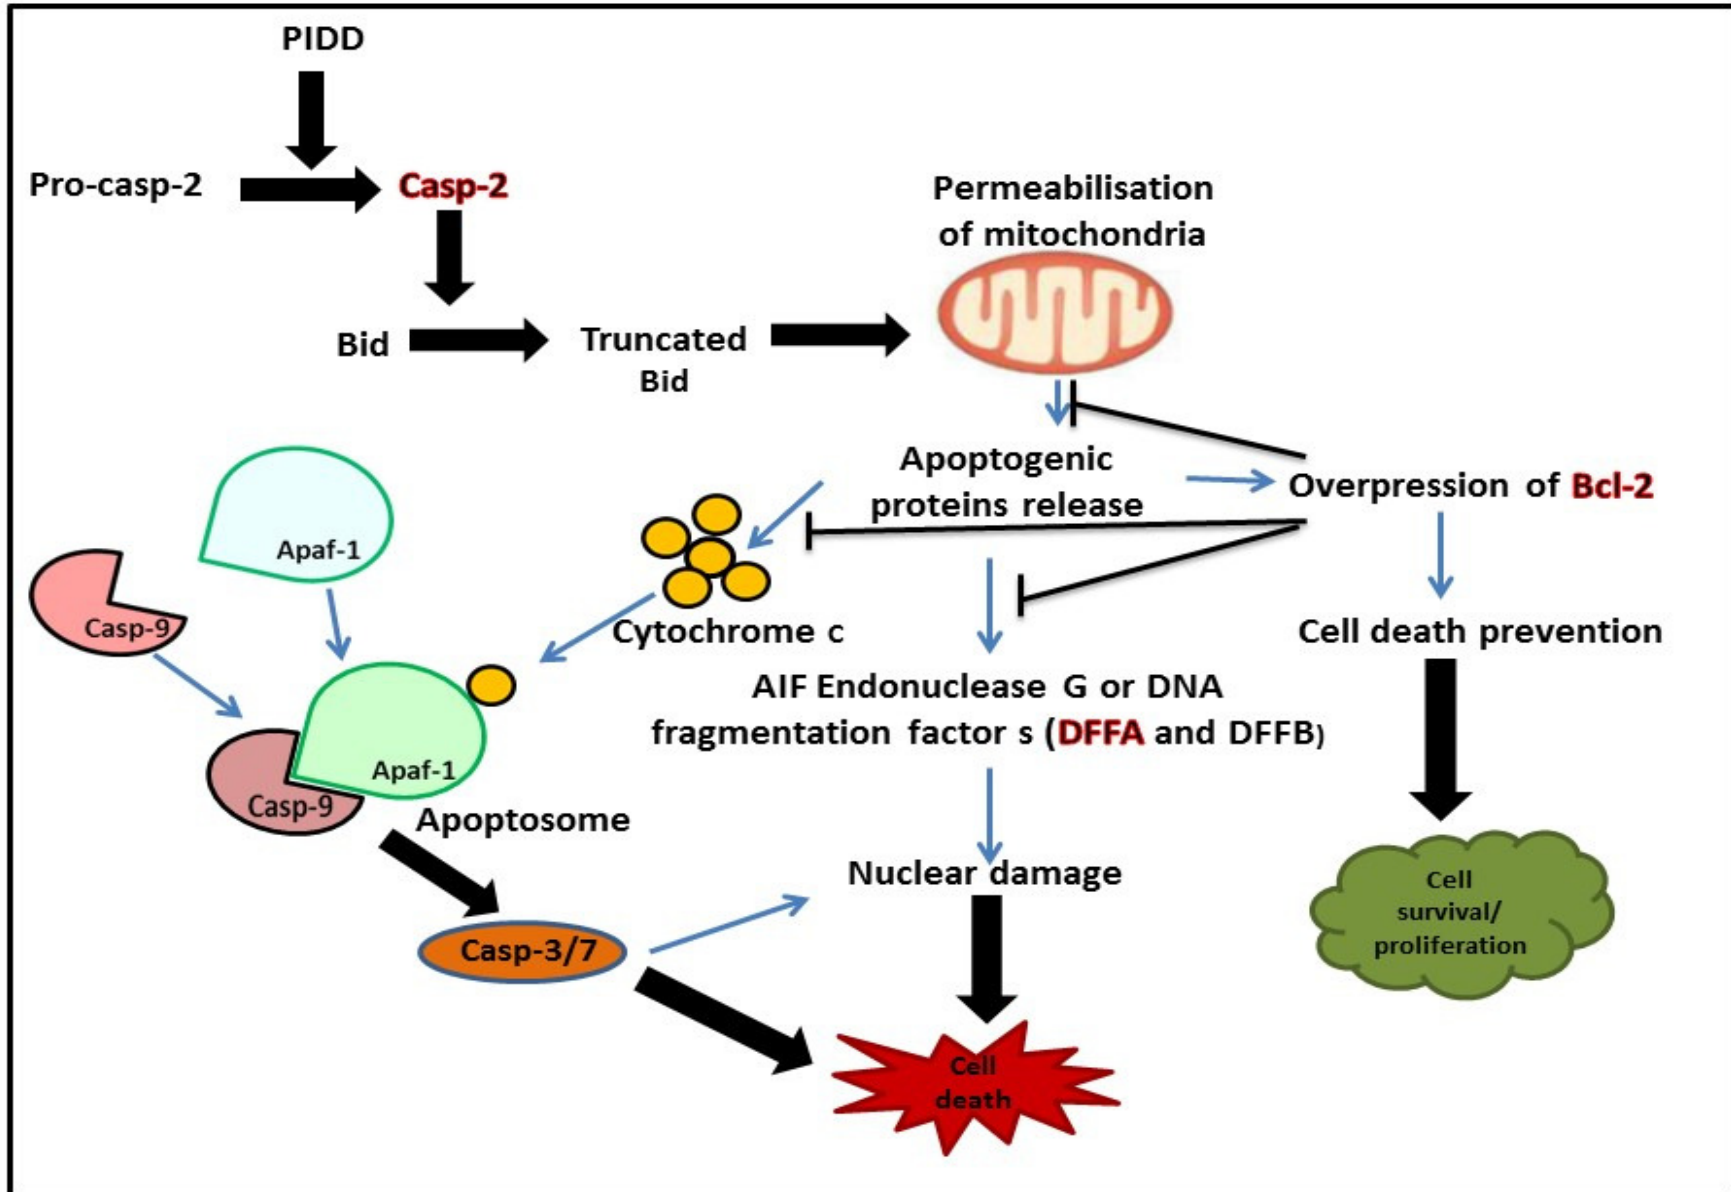 PIDD
Pro-casp-2
Casp-2
Permeabilisation
of mitochondria
Bid
Truncated
Bid
Apoptogenic
proteins release
Overpression of Bcl-2
Apaf-1
Casp-9
Cytochrome c
Cell death prevention
AIF Endonuclease G or DNA
fragmentation factor s (DFFA and DFFB)
Apaf-1
Casp-9
Apoptosome
Nuclear damage
Cell
survival/
proliferation
Casp-3/7
Cell
death